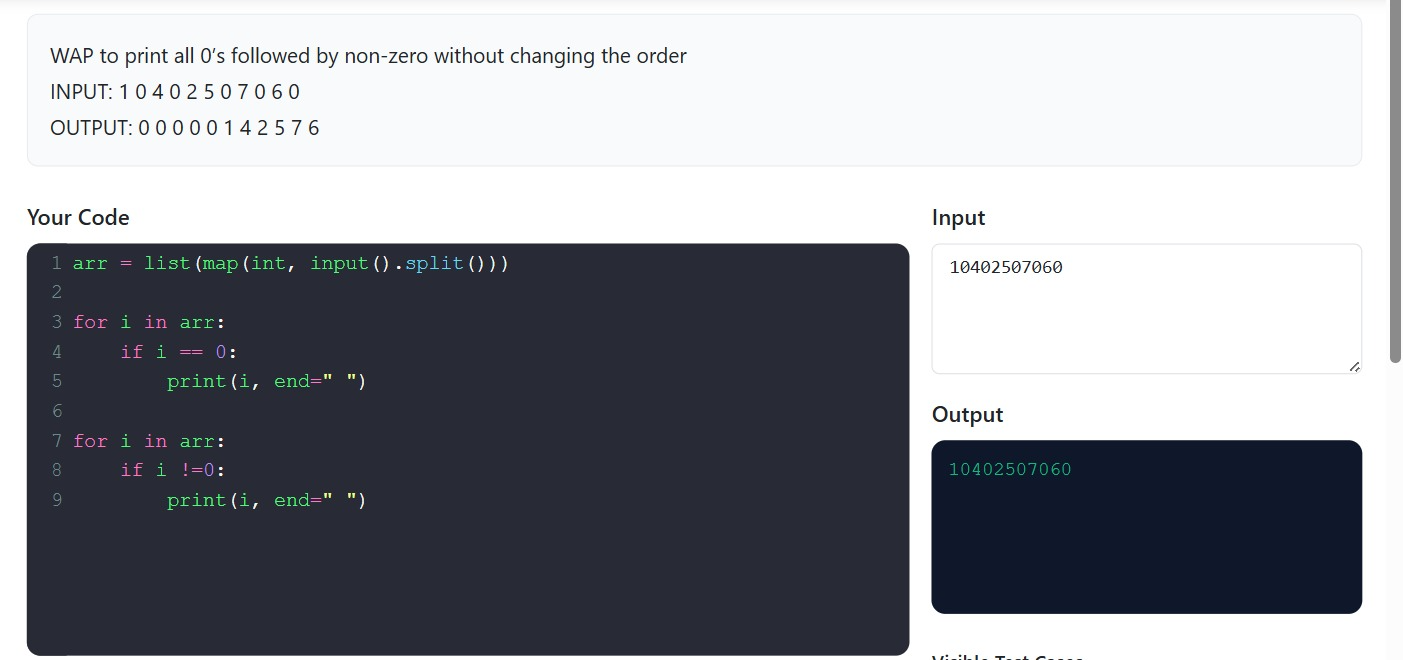 WAP to print all 0's followed by non-zero without changing the order
INPUT: 1 0 4 0 2 5 0 7 0 6 0
OUTPUT: 0 0 0 0 0 1 4 2 5 7 6
Your Code
1 arr = list(map(int, input().split()))
2
3 for i in arr:
4     if i == 0:
5         print(i, end=" ")
6
7 for i in arr:
8     if i !=0:
9         print(i, end=" ")
Input
10402507060
Output
10402507060
Visible Test Cases